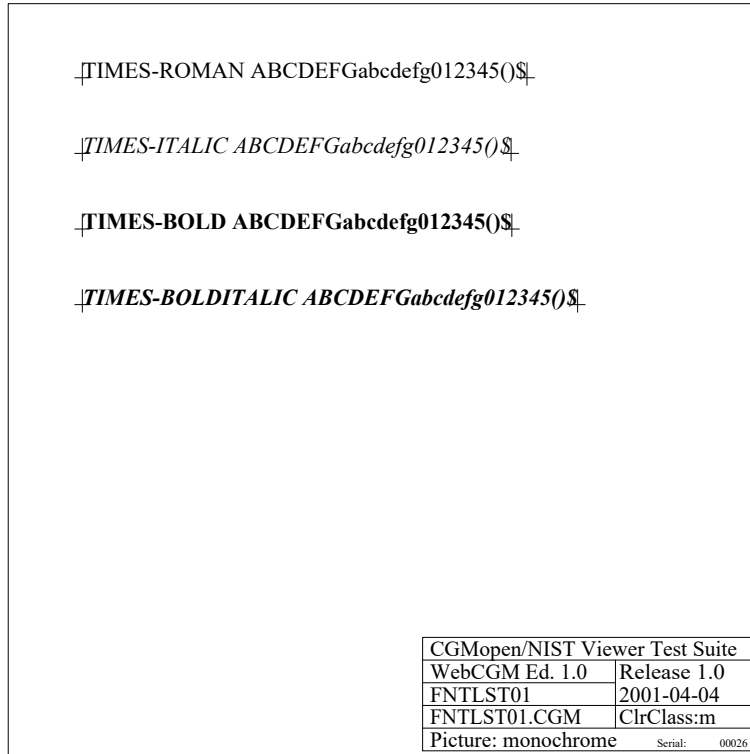 TIMES-ROMAN ABCDEFGabcdefg012345()$
TIMES-ITALIC ABCDEFGabcdefg012345()$
TIMES-BOLD ABCDEFGabcdefg012345()$
TIMES-BOLDITALIC ABCDEFGabcdefg012345()$
CGMopen/NIST Viewer Test Suite
WebCGM Ed. 1.0 Release 1.0
FNTLST01 2001-04-04
FNTLST01.CGM ClrClass:m
Picture: monochrome Serial: 00026